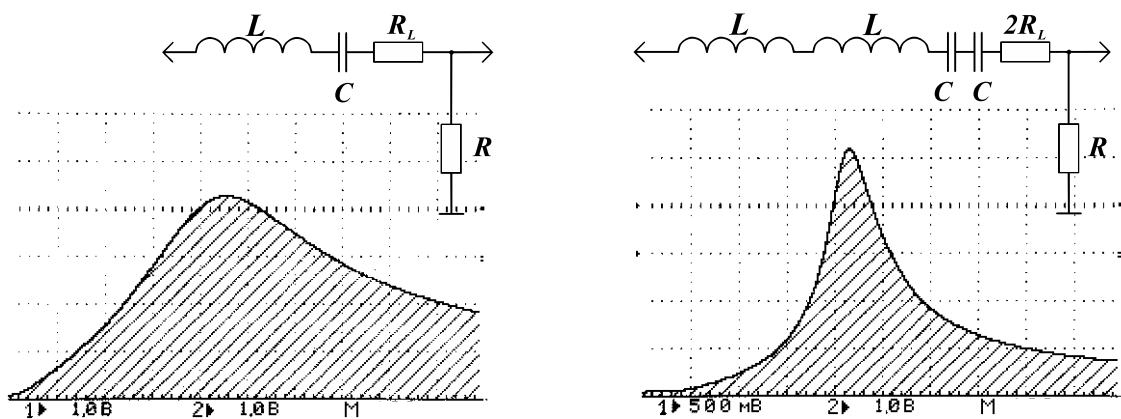 L R_L
C
R
1▶ 1,0В 2▶ 1,0В М
L L 2R_L
C C
R
1▶ 500 мВ 2▶ 1,0В М